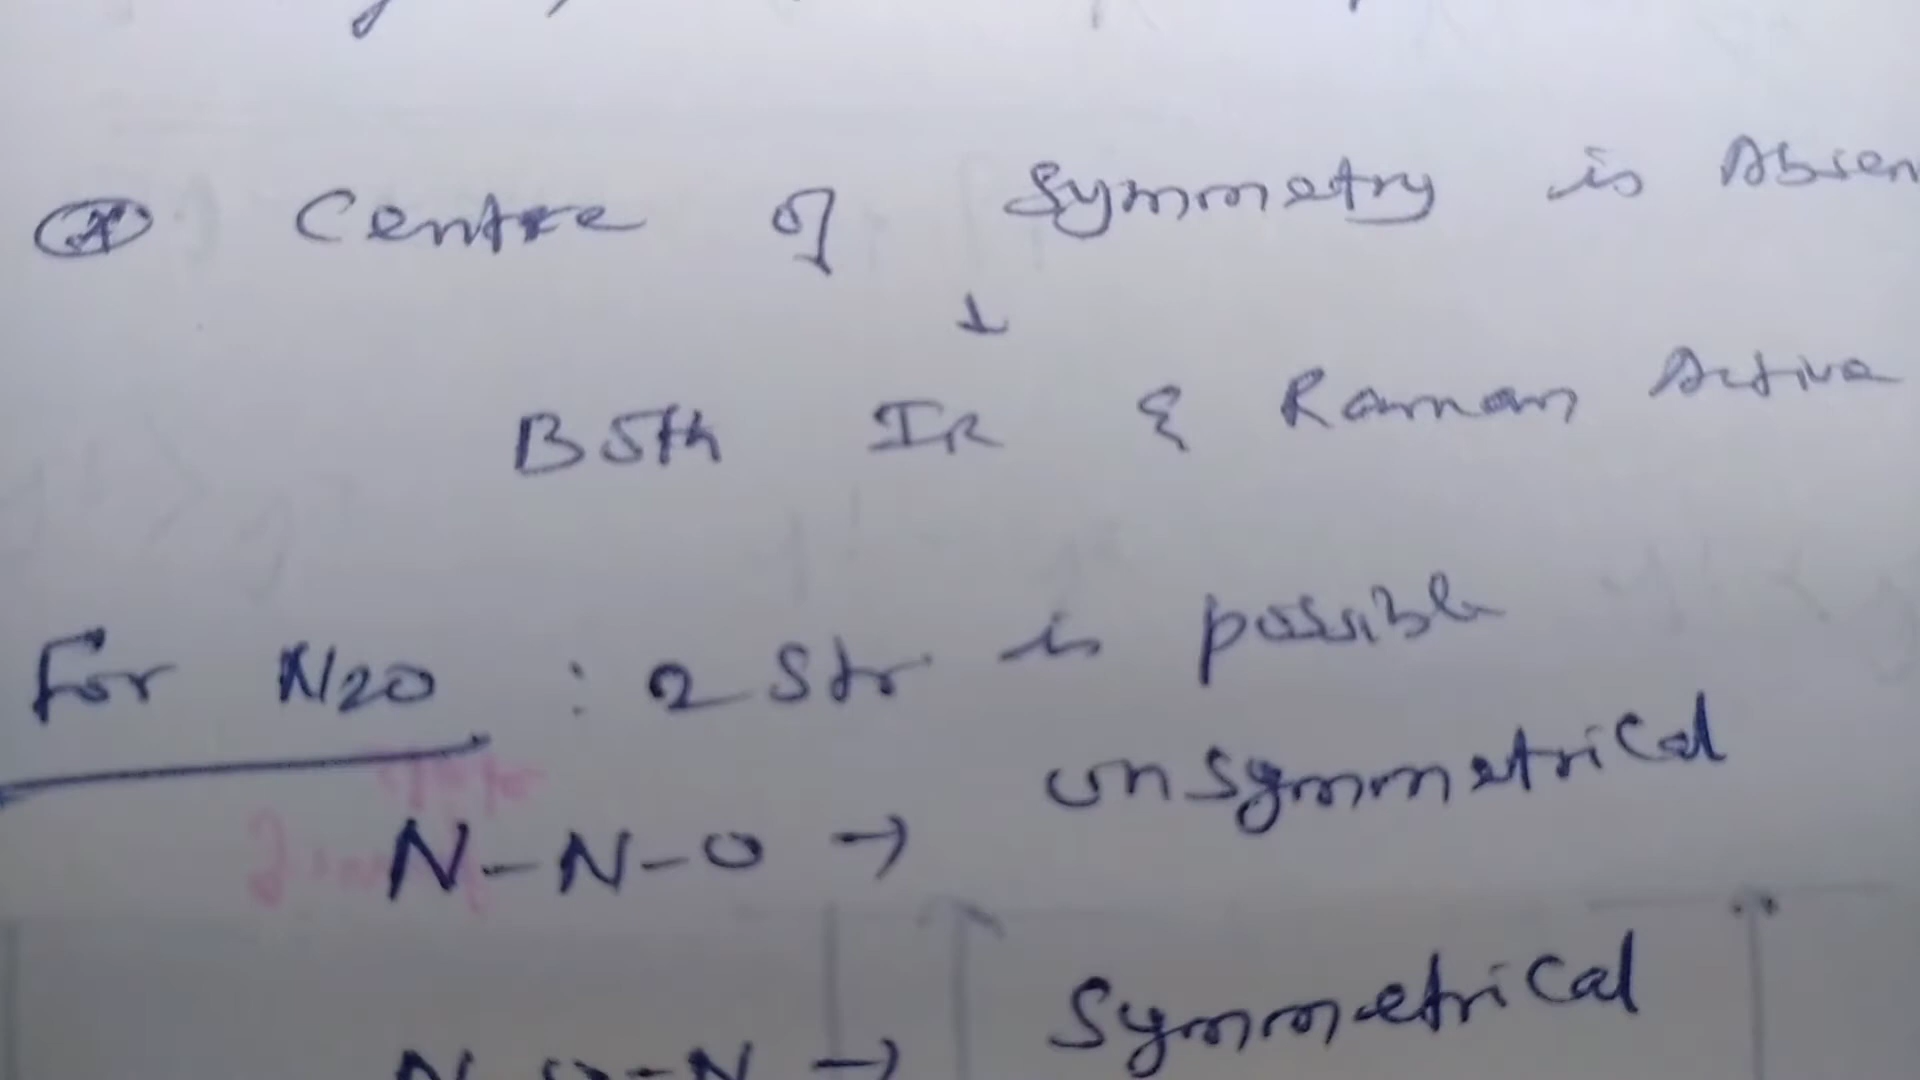 Centre of Symmetry is Absen
↓
Both IR & Raman Active
For N2O : 2 Str is possible
N-N-O → unsymmetrical
N-O-N → Symmetrical